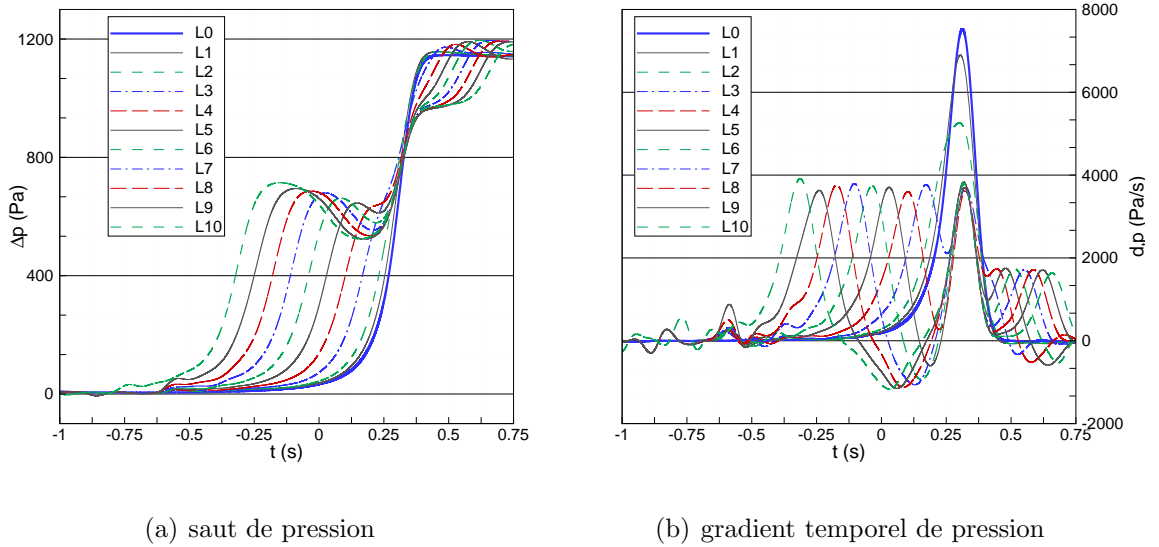 L0
L1
L2
L3
L4
L5
L6
L7
L8
L9
L10
1200
800
400
0
Δp (Pa)
-1 -0.75 -0.5 -0.25 0 0.25 0.5 0.75
t (s)
(a) saut de pression
L0
L1
L2
L3
L4
L5
L6
L7
L8
L9
L10
8000
6000
4000
2000
0
-2000
dₜp (Pa/s)
-1 -0.75 -0.5 -0.25 0 0.25 0.5 0.75
t (s)
(b) gradient temporel de pression